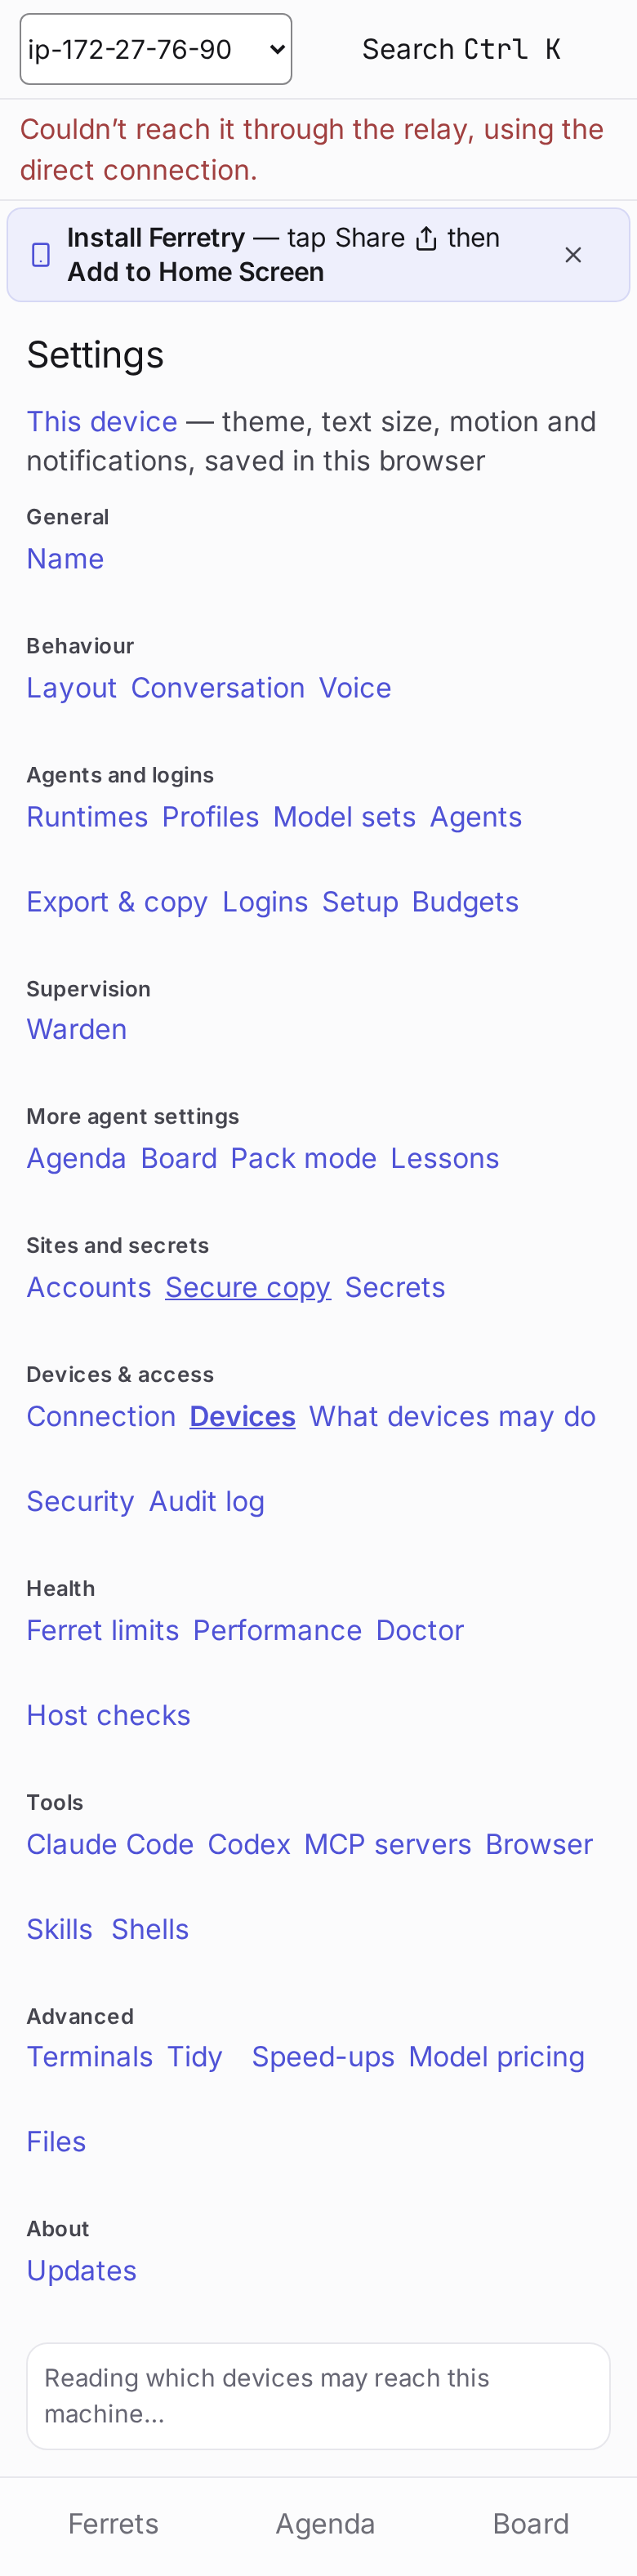 ip-172-27-76-90
Search Ctrl K
Couldn’t reach it through the relay, using the
direct connection.
Install Ferretry — tap Share then
Add to Home Screen
Settings
This device — theme, text size, motion and
notifications, saved in this browser
General
Name
Behaviour
Layout Conversation Voice
Agents and logins
Runtimes Profiles Model sets Agents
Export & copy Logins Setup Budgets
Supervision
Warden
More agent settings
Agenda Board Pack mode Lessons
Sites and secrets
Accounts Secure copy Secrets
Devices & access
Connection Devices What devices may do
Security Audit log
Health
Ferret limits Performance Doctor
Host checks
Tools
Claude Code Codex MCP servers Browser
Skills Shells
Advanced
Terminals Tidy Speed-ups Model pricing
Files
About
Updates
Reading which devices may reach this
machine…
Ferrets Agenda Board